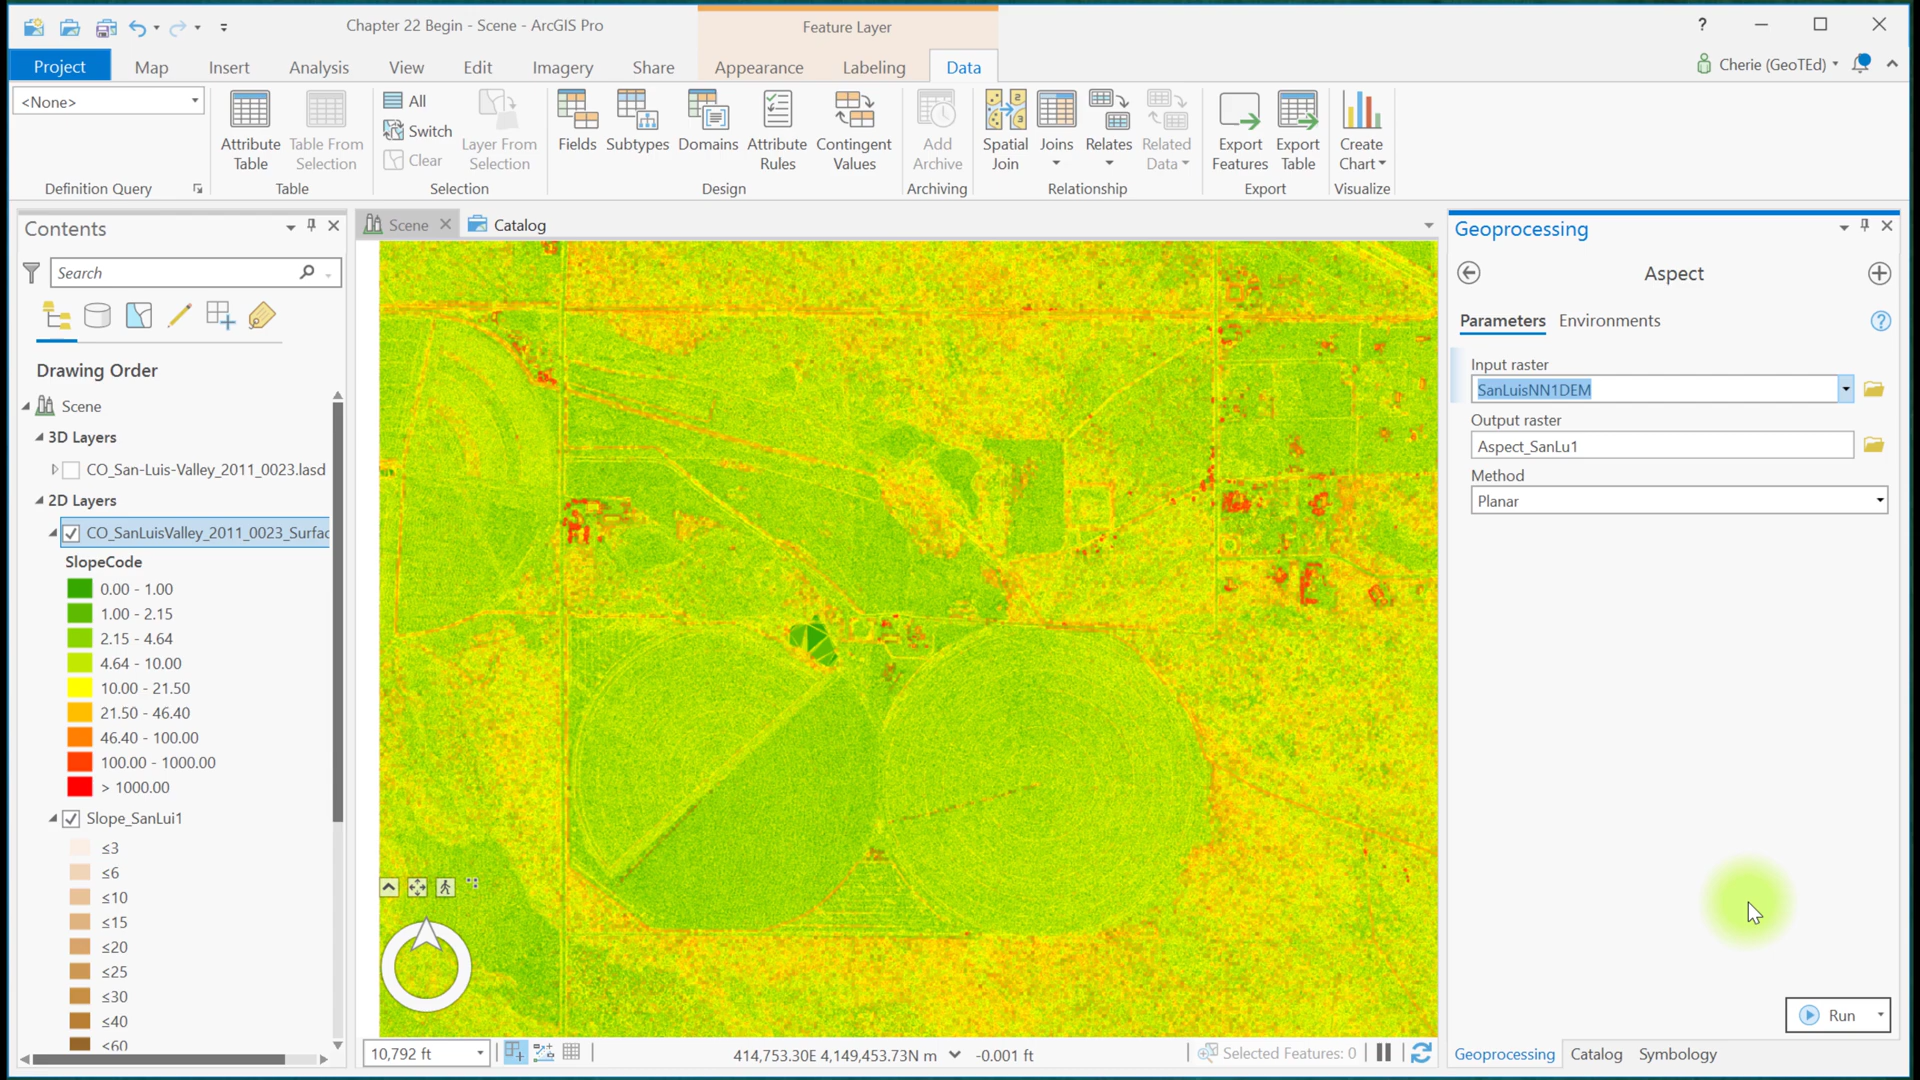 Chapter 22 Begin - Scene - ArcGIS Pro
Feature Layer
?
Project
Map
Insert
Analysis
View
Edit
Imagery
Share
Appearance
Labeling
Data
Cherie (GeoTEd)
<None>
Definition Query
Attribute Table
Table From Selection
Table
All
Switch
Clear
Layer From Selection
Selection
Fields
Subtypes
Domains
Attribute Rules
Contingent Values
Design
Add Archive
Archiving
Spatial Join
Joins
Relates
Related Data
Relationship
Export Features
Export Table
Export
Create Chart
Visualize
Contents
Search
Drawing Order
Scene
3D Layers
CO_San-Luis-Valley_2011_0023.lasd
2D Layers
CO_SanLuisValley_2011_0023_Surfac
SlopeCode
0.00 - 1.00
1.00 - 2.15
2.15 - 4.64
4.64 - 10.00
10.00 - 21.50
21.50 - 46.40
46.40 - 100.00
100.00 - 1000.00
> 1000.00
Slope_SanLui1
≤3
≤6
≤10
≤15
≤20
≤25
≤30
≤40
≤60
Scene
Catalog
10,792 ft
414,753.30E 4,149,453.73N m
-0.001 ft
Selected Features: 0
Geoprocessing
Aspect
Parameters
Environments
?
Input raster
SanLuisNN1DEM
Output raster
Aspect_SanLu1
Method
Planar
Run
Geoprocessing
Catalog
Symbology